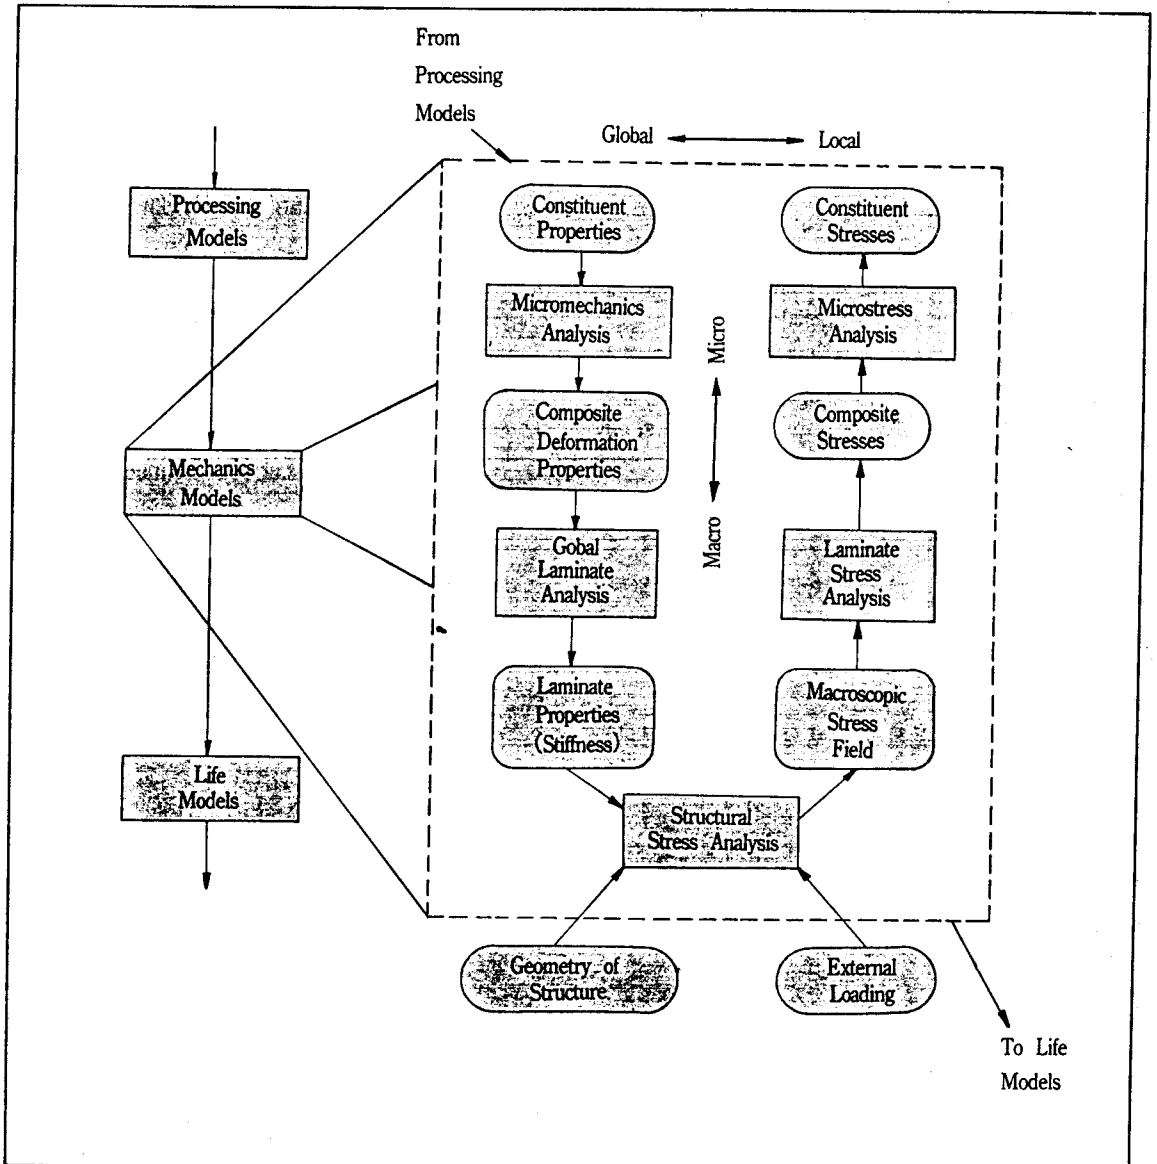 From
Processing
Models
Global
Local
Processing
Models
Constituent
Properties
Constituent
Stresses
Micromechanics
Analysis
Micro
Microstress
Analysis
Composite
Deformation
Properties
Composite
Stresses
Mechanics
Models
Macro
Gobal
Laminate
Analysis
Laminate
Stress
Analysis
Laminate
Properties
(Stiffness)
Macroscopic
Stress
Field
Life
Models
Structural
Stress Analysis
Geometry of
Structure
External
Loading
To Life
Models